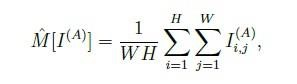 $$\hat{M}[I^{(A)}] = \frac{1}{WH} \sum_{i=1}^{H} \sum_{j=1}^{W} I_{i,j}^{(A)},$$